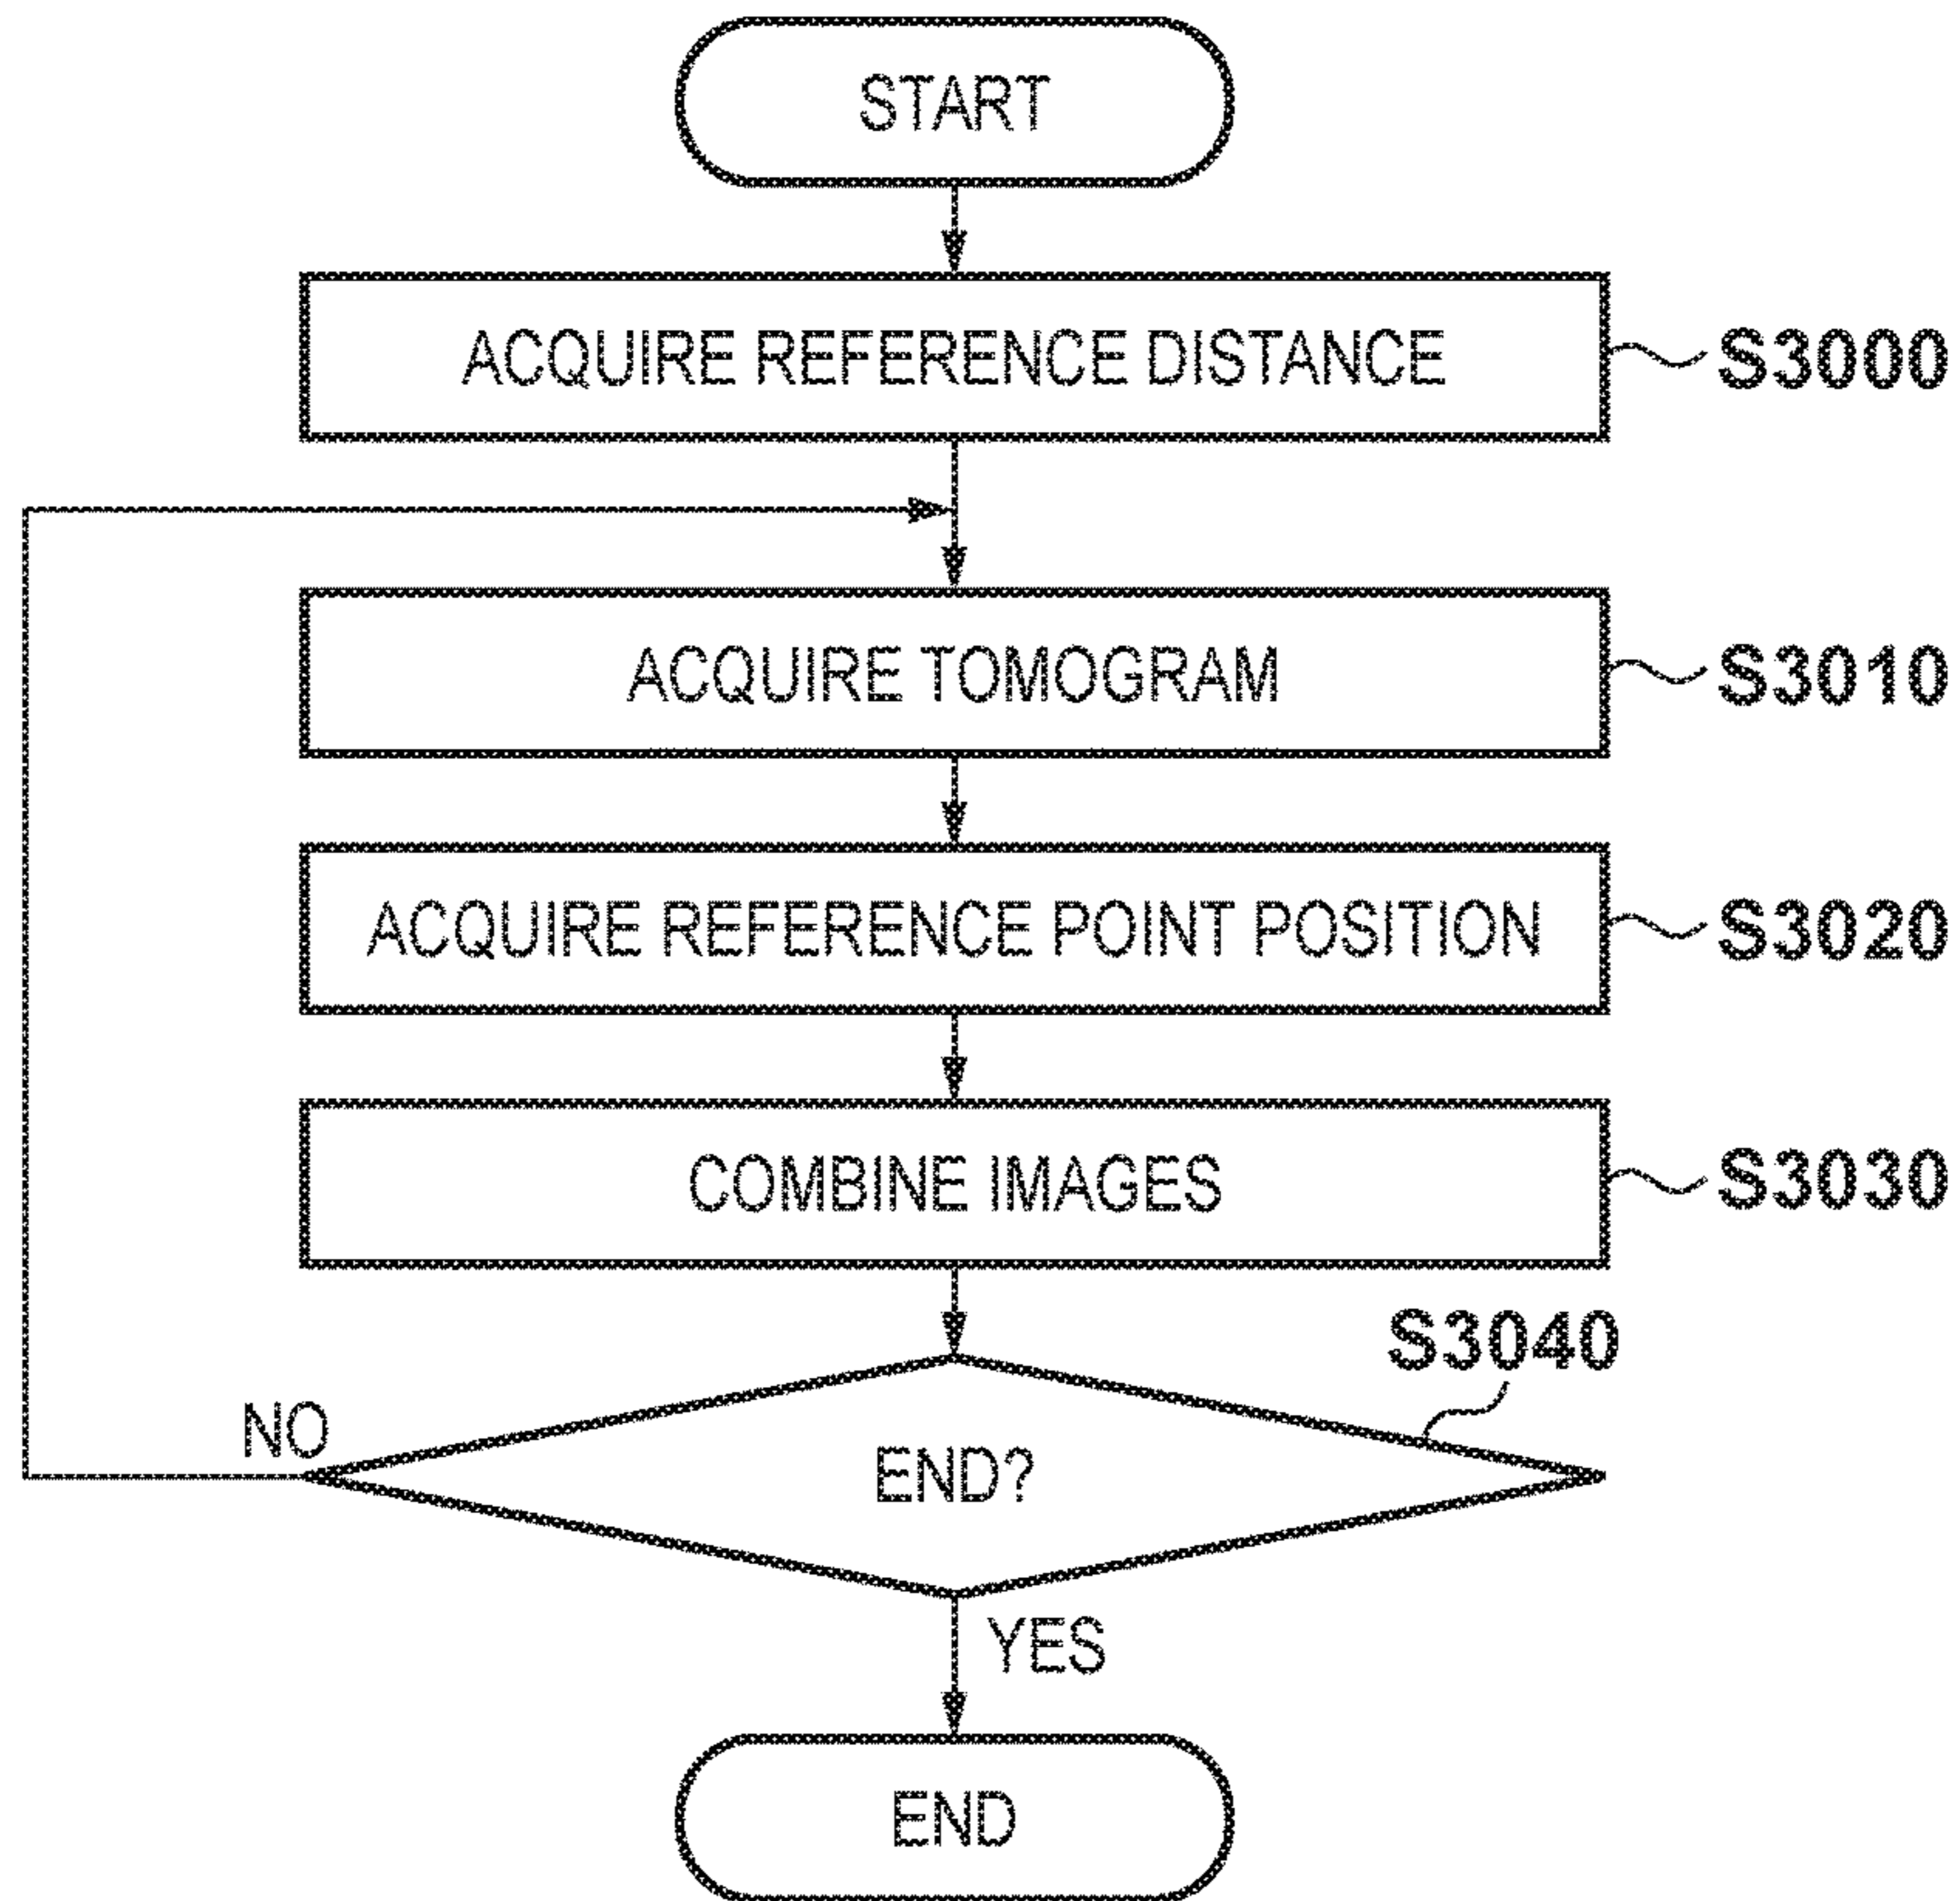 START
ACQUIRE REFERENCE DISTANCE
S3000
ACQUIRE TOMOGRAM
S3010
ACQUIRE REFERENCE POINT POSITION
S3020
COMBINE IMAGES
S3030
S3040
NO
END?
YES
END